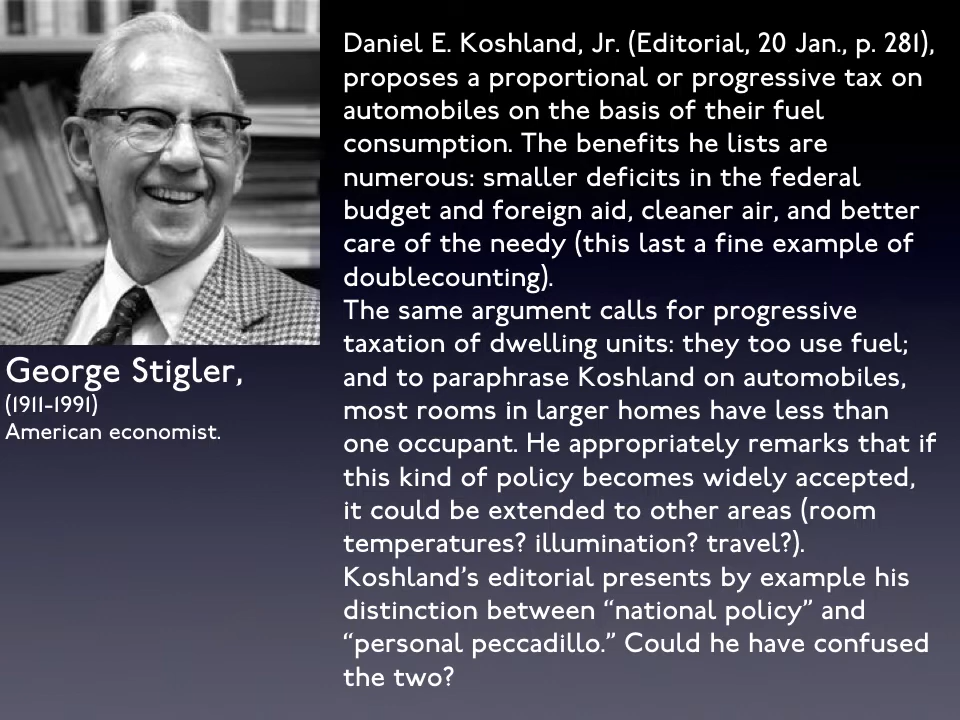 Daniel E. Koshland, Jr. (Editorial, 20 Jan., p. 281),
proposes a proportional or progressive tax on
automobiles on the basis of their fuel
consumption. The benefits he lists are
numerous: smaller deficits in the federal
budget and foreign aid, cleaner air, and better
care of the needy (this last a fine example of
doublecounting).
The same argument calls for progressive
taxation of dwelling units: they too use fuel;
and to paraphrase Koshland on automobiles,
most rooms in larger homes have less than
one occupant. He appropriately remarks that if
this kind of policy becomes widely accepted,
it could be extended to other areas (room
temperatures? illumination? travel?).
Koshland’s editorial presents by example his
distinction between “national policy” and
“personal peccadillo.” Could he have confused
the two?
George Stigler,
(1911-1991)
American economist.